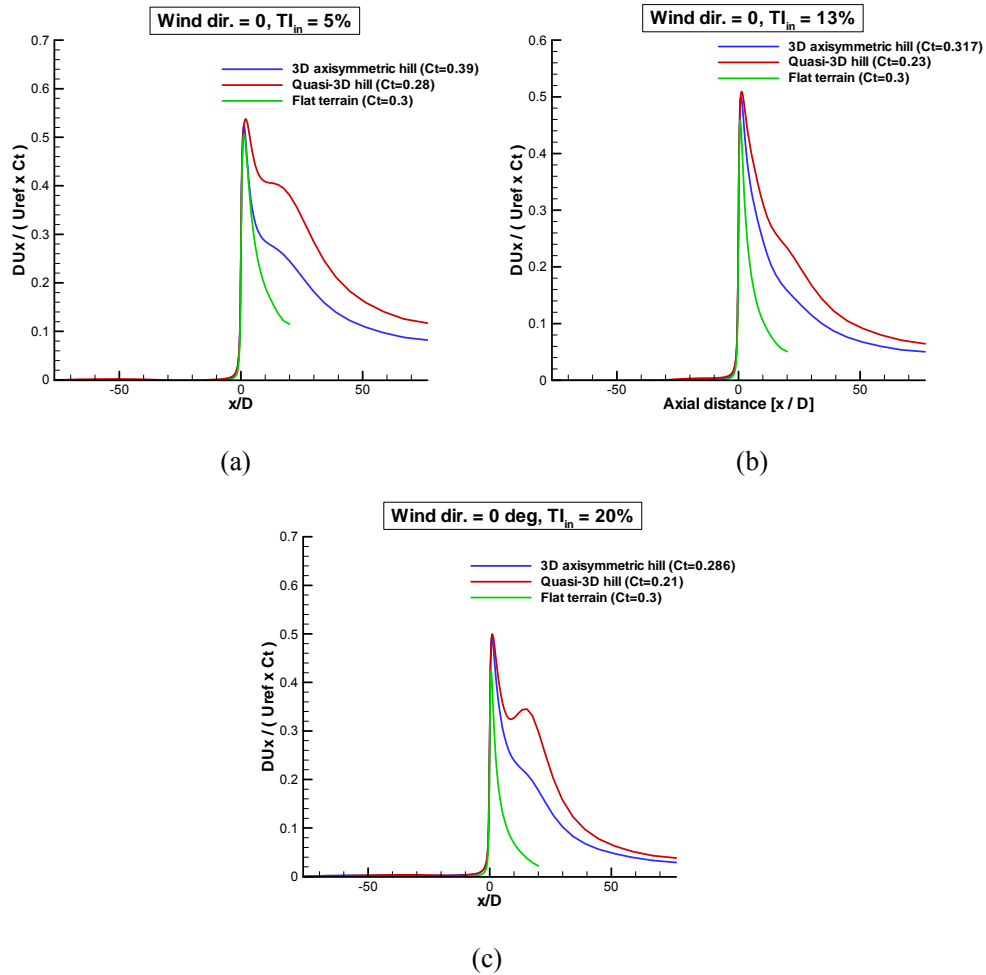 Wind dir. = 0, TIin = 5%
0.7
0.6
0.5
0.4
0.3
0.2
0.1
0
DUx / ( Uref x Ct )
3D axisymmetric hill (Ct=0.39)
Quasi-3D hill (Ct=0.28)
Flat terrain (Ct=0.3)
-50
0
50
x/D
(a)
Wind dir. = 0, TIin = 13%
0.6
0.5
0.4
0.3
0.2
0.1
0
DUx / ( Uref x Ct )
3D axisymmetric hill (Ct=0.317)
Quasi-3D hill (Ct=0.23)
Flat terrain (Ct=0.3)
-50
0
50
Axial distance [x / D]
(b)
Wind dir. = 0 deg, TIin = 20%
0.7
0.6
0.5
0.4
0.3
0.2
0.1
0
DUx / ( Uref x Ct )
3D axisymmetric hill (Ct=0.286)
Quasi-3D hill (Ct=0.21)
Flat terrain (Ct=0.3)
-50
0
50
x/D
(c)